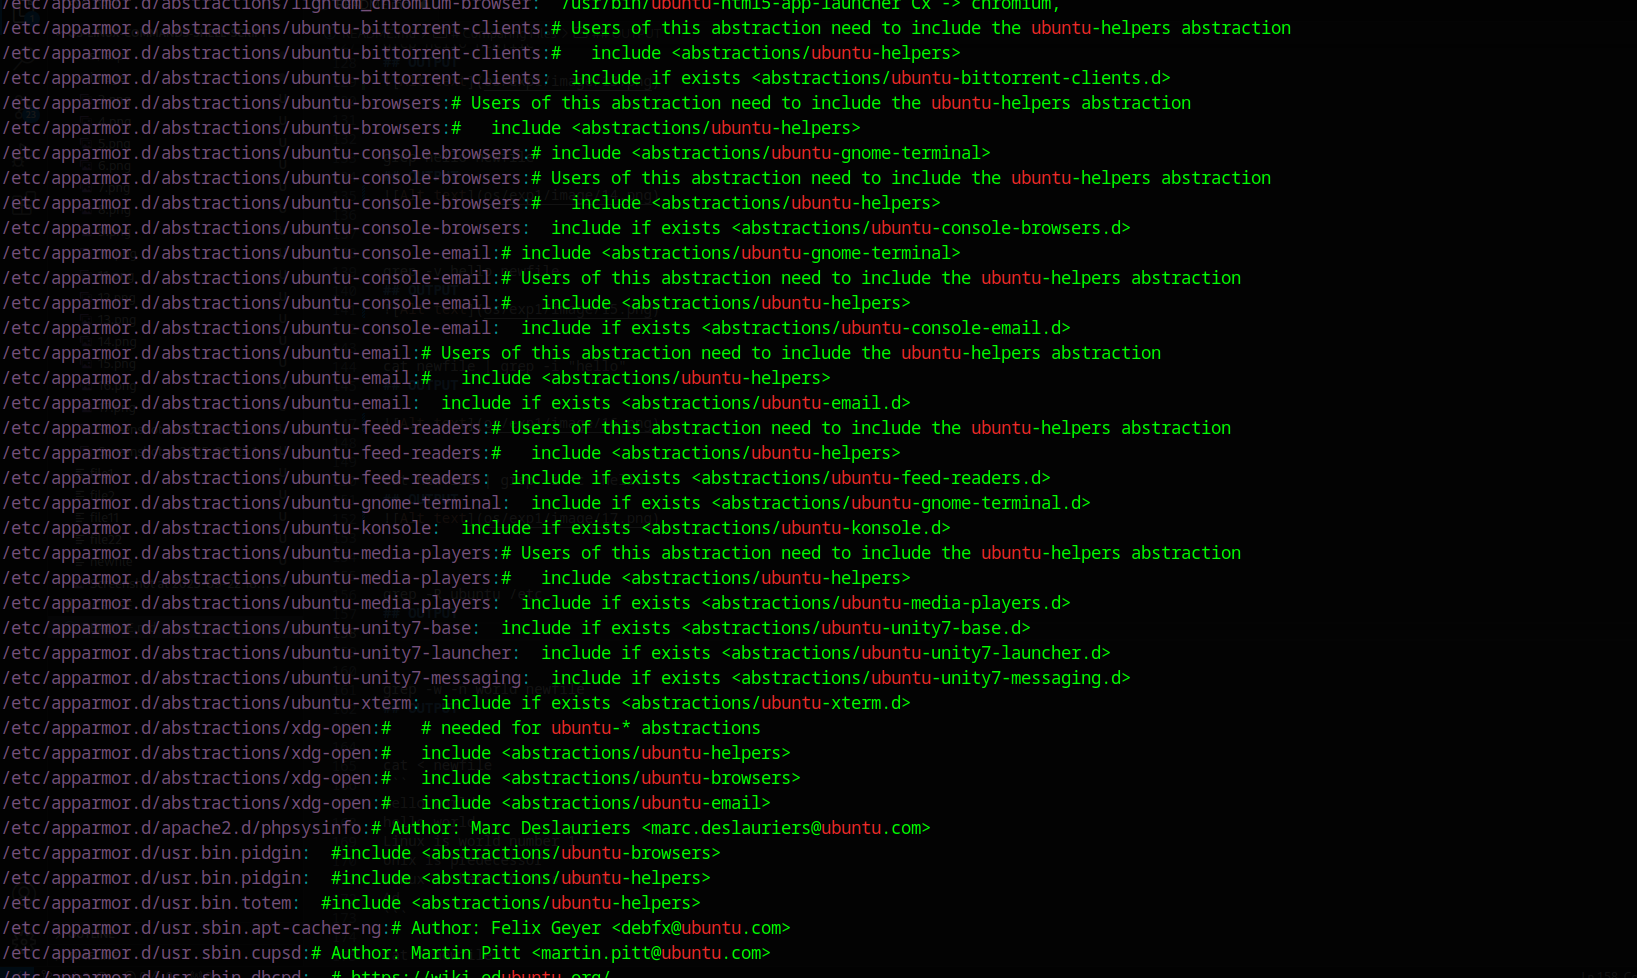 /etc/apparmor.d/abstractions/lightdm_chromium-browser:  /usr/bin/ubuntu-html5-app-launcher Cx -> chromium,
/etc/apparmor.d/abstractions/ubuntu-bittorrent-clients:# Users of this abstraction need to include the ubuntu-helpers abstraction
/etc/apparmor.d/abstractions/ubuntu-bittorrent-clients:#   include <abstractions/ubuntu-helpers>
/etc/apparmor.d/abstractions/ubuntu-bittorrent-clients:  include if exists <abstractions/ubuntu-bittorrent-clients.d>
/etc/apparmor.d/abstractions/ubuntu-browsers:# Users of this abstraction need to include the ubuntu-helpers abstraction
/etc/apparmor.d/abstractions/ubuntu-browsers:#   include <abstractions/ubuntu-helpers>
/etc/apparmor.d/abstractions/ubuntu-console-browsers:# include <abstractions/ubuntu-gnome-terminal>
/etc/apparmor.d/abstractions/ubuntu-console-browsers:# Users of this abstraction need to include the ubuntu-helpers abstraction
/etc/apparmor.d/abstractions/ubuntu-console-browsers:#   include <abstractions/ubuntu-helpers>
/etc/apparmor.d/abstractions/ubuntu-console-browsers:  include if exists <abstractions/ubuntu-console-browsers.d>
/etc/apparmor.d/abstractions/ubuntu-console-email:# include <abstractions/ubuntu-gnome-terminal>
/etc/apparmor.d/abstractions/ubuntu-console-email:# Users of this abstraction need to include the ubuntu-helpers abstraction
/etc/apparmor.d/abstractions/ubuntu-console-email:#   include <abstractions/ubuntu-helpers>
/etc/apparmor.d/abstractions/ubuntu-console-email:  include if exists <abstractions/ubuntu-console-email.d>
/etc/apparmor.d/abstractions/ubuntu-email:# Users of this abstraction need to include the ubuntu-helpers abstraction
/etc/apparmor.d/abstractions/ubuntu-email:#   include <abstractions/ubuntu-helpers>
/etc/apparmor.d/abstractions/ubuntu-email:  include if exists <abstractions/ubuntu-email.d>
/etc/apparmor.d/abstractions/ubuntu-feed-readers:# Users of this abstraction need to include the ubuntu-helpers abstraction
/etc/apparmor.d/abstractions/ubuntu-feed-readers:#   include <abstractions/ubuntu-helpers>
/etc/apparmor.d/abstractions/ubuntu-feed-readers:  include if exists <abstractions/ubuntu-feed-readers.d>
/etc/apparmor.d/abstractions/ubuntu-gnome-terminal:  include if exists <abstractions/ubuntu-gnome-terminal.d>
/etc/apparmor.d/abstractions/ubuntu-konsole:  include if exists <abstractions/ubuntu-konsole.d>
/etc/apparmor.d/abstractions/ubuntu-media-players:# Users of this abstraction need to include the ubuntu-helpers abstraction
/etc/apparmor.d/abstractions/ubuntu-media-players:#   include <abstractions/ubuntu-helpers>
/etc/apparmor.d/abstractions/ubuntu-media-players:  include if exists <abstractions/ubuntu-media-players.d>
/etc/apparmor.d/abstractions/ubuntu-unity7-base:  include if exists <abstractions/ubuntu-unity7-base.d>
/etc/apparmor.d/abstractions/ubuntu-unity7-launcher:  include if exists <abstractions/ubuntu-unity7-launcher.d>
/etc/apparmor.d/abstractions/ubuntu-unity7-messaging:  include if exists <abstractions/ubuntu-unity7-messaging.d>
/etc/apparmor.d/abstractions/ubuntu-xterm:  include if exists <abstractions/ubuntu-xterm.d>
/etc/apparmor.d/abstractions/xdg-open:#   # needed for ubuntu-* abstractions
/etc/apparmor.d/abstractions/xdg-open:#   include <abstractions/ubuntu-helpers>
/etc/apparmor.d/abstractions/xdg-open:#   include <abstractions/ubuntu-browsers>
/etc/apparmor.d/abstractions/xdg-open:#   include <abstractions/ubuntu-email>
/etc/apparmor.d/apache2.d/phpsysinfo:# Author: Marc Deslauriers <marc.deslauriers@ubuntu.com>
/etc/apparmor.d/usr.bin.pidgin:  #include <abstractions/ubuntu-browsers>
/etc/apparmor.d/usr.bin.pidgin:  #include <abstractions/ubuntu-helpers>
/etc/apparmor.d/usr.bin.totem:  #include <abstractions/ubuntu-helpers>
/etc/apparmor.d/usr.sbin.apt-cacher-ng:# Author: Felix Geyer <debfx@ubuntu.com>
/etc/apparmor.d/usr.sbin.cupsd:# Author: Martin Pitt <martin.pitt@ubuntu.com>
/etc/apparmor.d/usr.sbin.dhcpd:  # https://wiki.edubuntu.org/